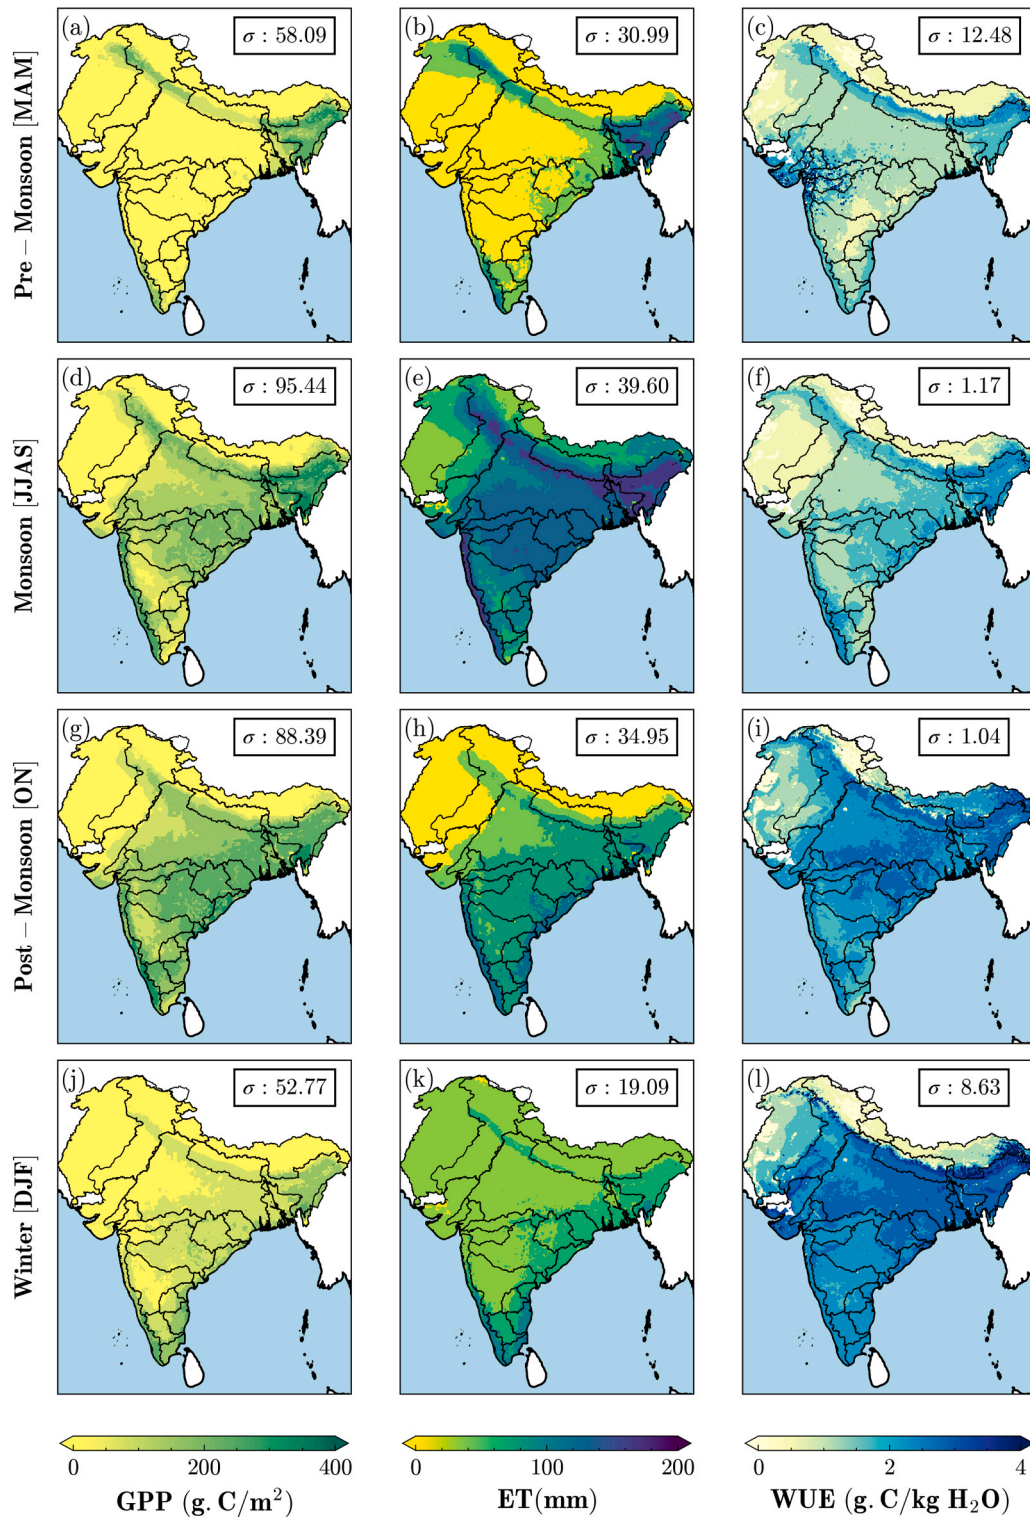 (a)
σ : 58.09
(b)
σ : 30.99
(c)
σ : 12.48
Pre − Monsoon [MAM]
(d)
σ : 95.44
(e)
σ : 39.60
(f)
σ : 1.17
Monsoon [JJAS]
(g)
σ : 88.39
(h)
σ : 34.95
(i)
σ : 1.04
Post − Monsoon [ON]
(j)
σ : 52.77
(k)
σ : 19.09
(l)
σ : 8.63
Winter [DJF]
0 200 400
GPP (g. C/m²)
0 100 200
ET(mm)
0 2 4
WUE (g. C/kg H₂O)